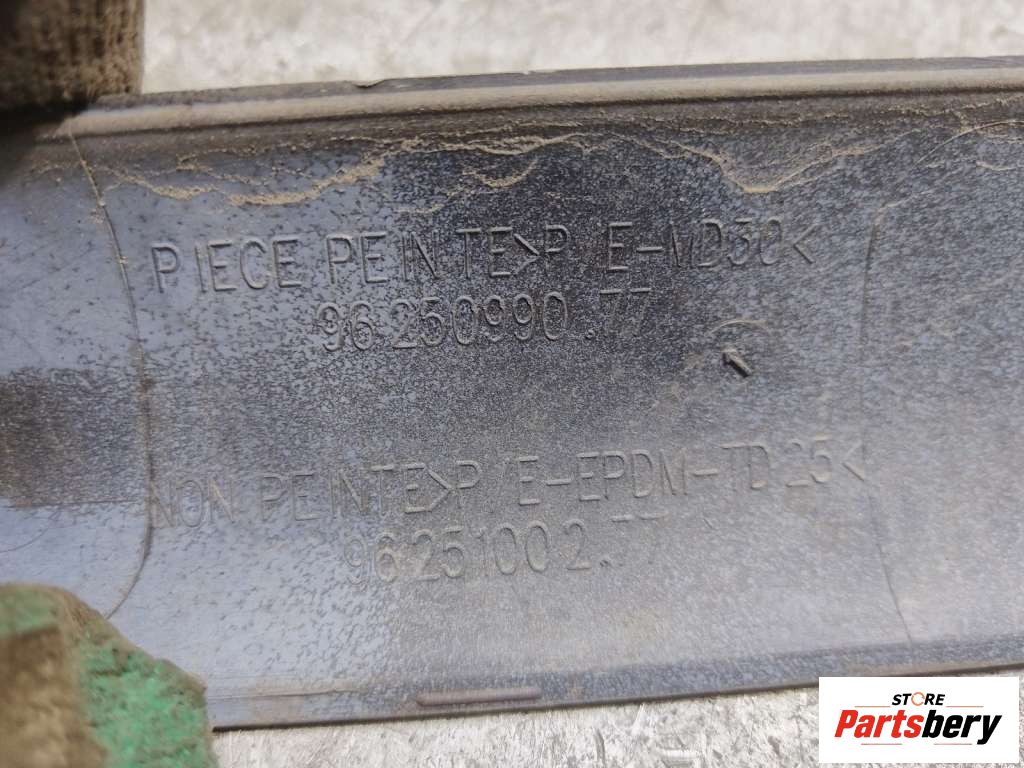 PIECE PEINTE>P/E-MD30<
96 250990.77
NON PEINTE>P/E-EPDM-TD25<
96 251002.77
STORE
Partsbery